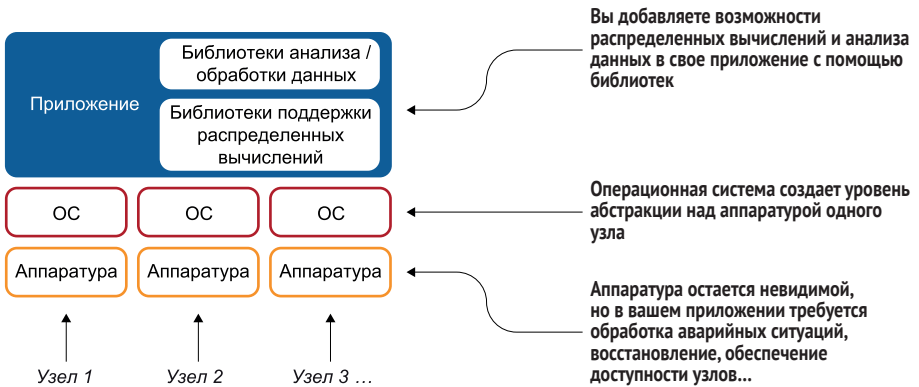 Библиотеки анализа /
обработки данных
Приложение
Библиотеки поддержки
распределенных
вычислений
ОС
ОС
ОС
Аппаратура
Аппаратура
Аппаратура
Узел 1
Узел 2
Узел 3 ...
Вы добавляете возможности
распределенных вычислений и анализа
данных в свое приложение с помощью
библиотек
Операционная система создает уровень
абстракции над аппаратурой одного
узла
Аппаратура остается невидимой,
но в вашем приложении требуется
обработка аварийных ситуаций,
восстановление, обеспечение
доступности узлов...